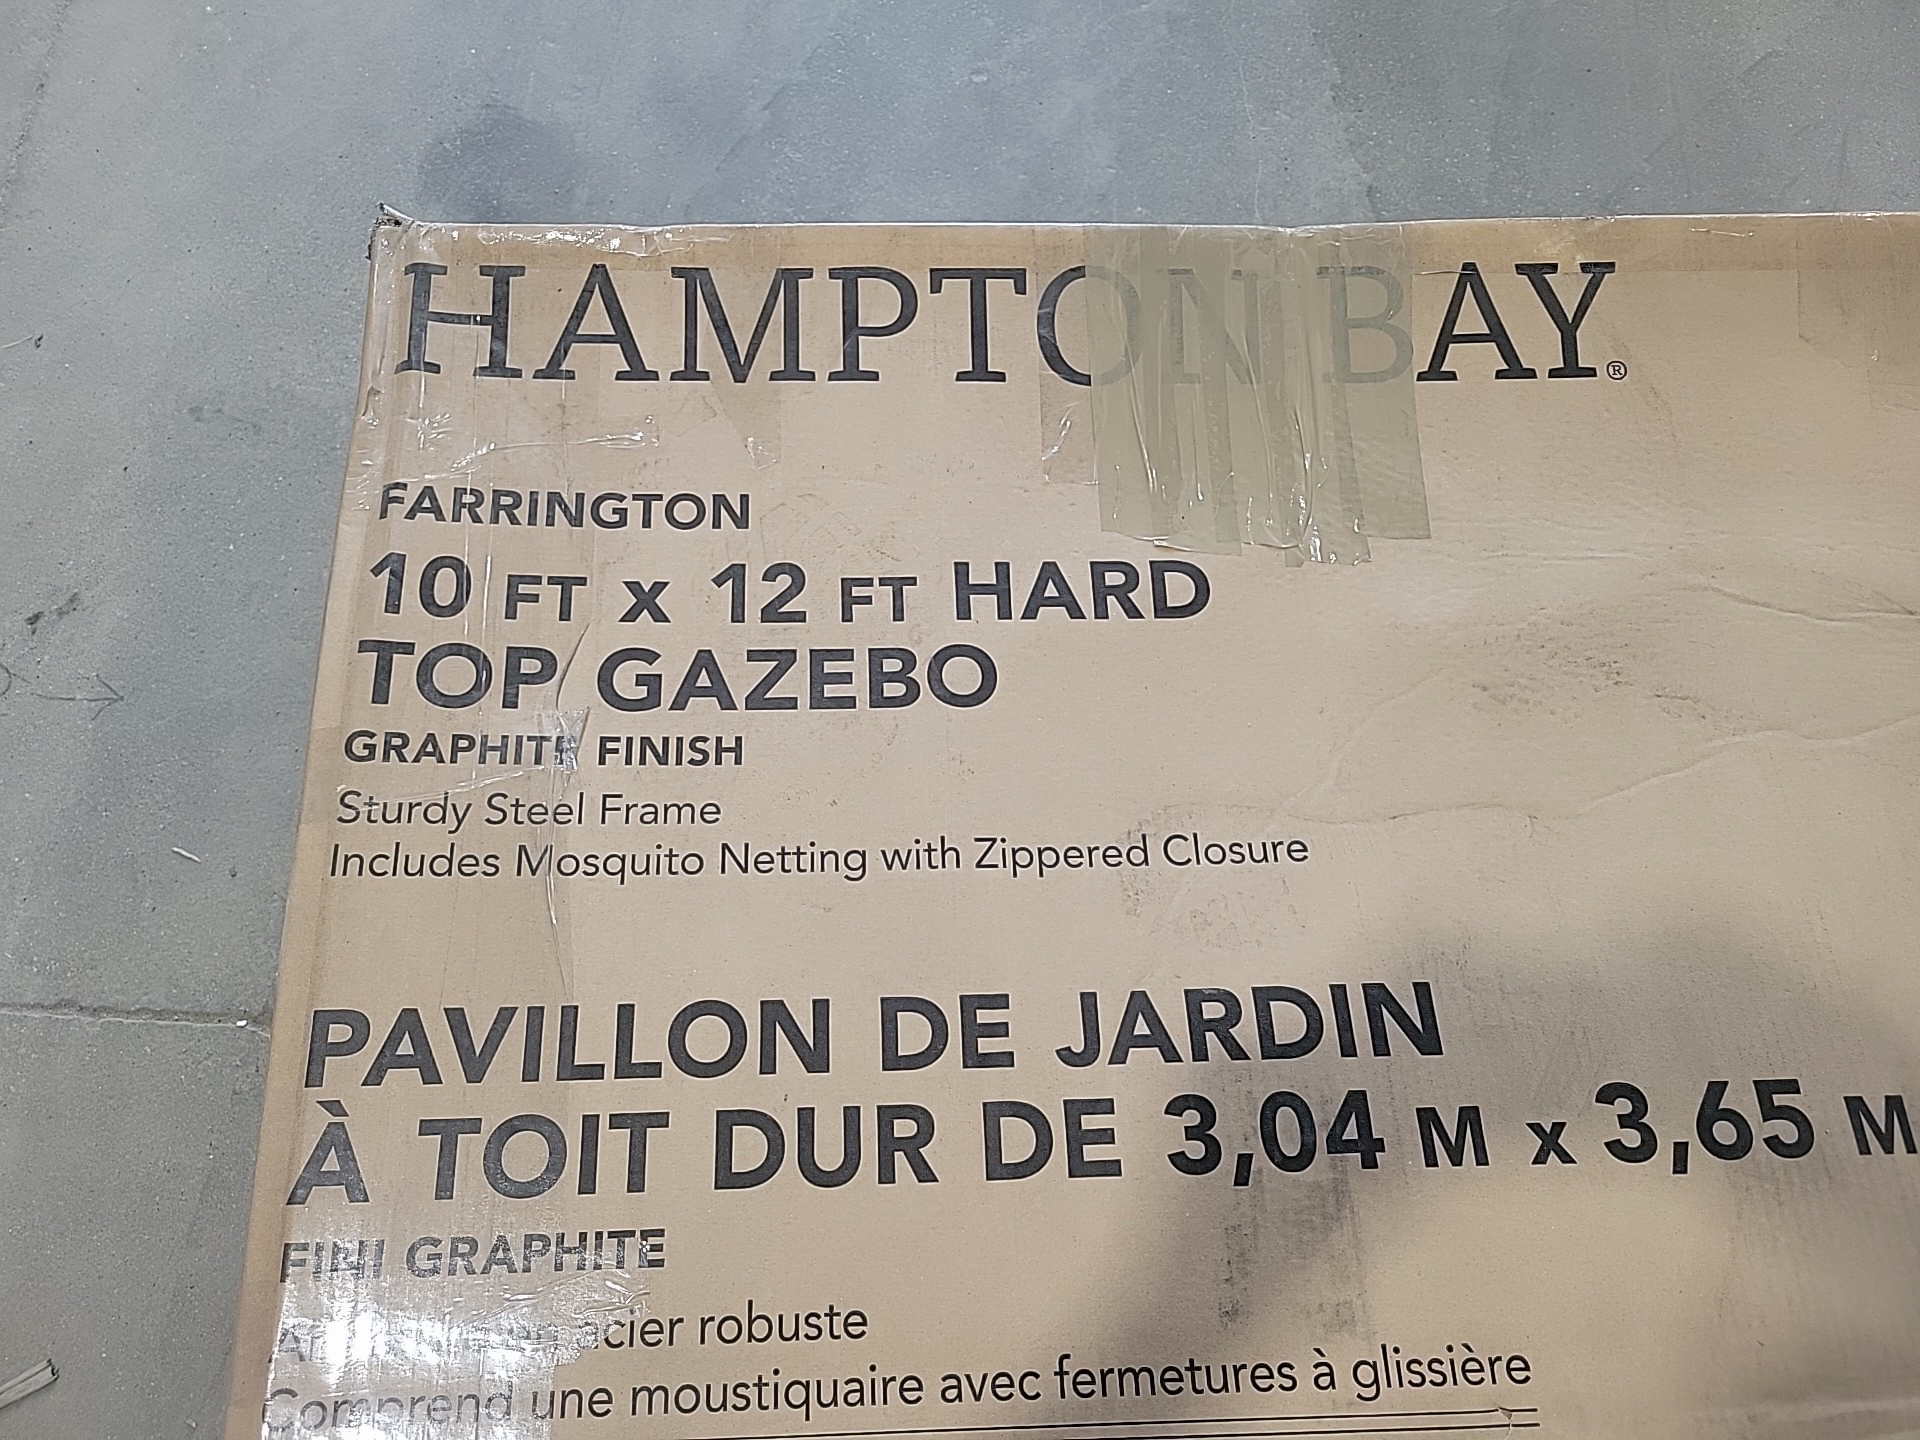 HAMPTON BAY®
FARRINGTON
10 FT x 12 FT HARD
TOP GAZEBO
GRAPHITE FINISH
Sturdy Steel Frame
Includes Mosquito Netting with Zippered Closure
PAVILLON DE JARDIN
À TOIT DUR DE 3,04 M x 3,65 M
FINI GRAPHITE
acier robuste
Comprend une moustiquaire avec fermetures à glissière